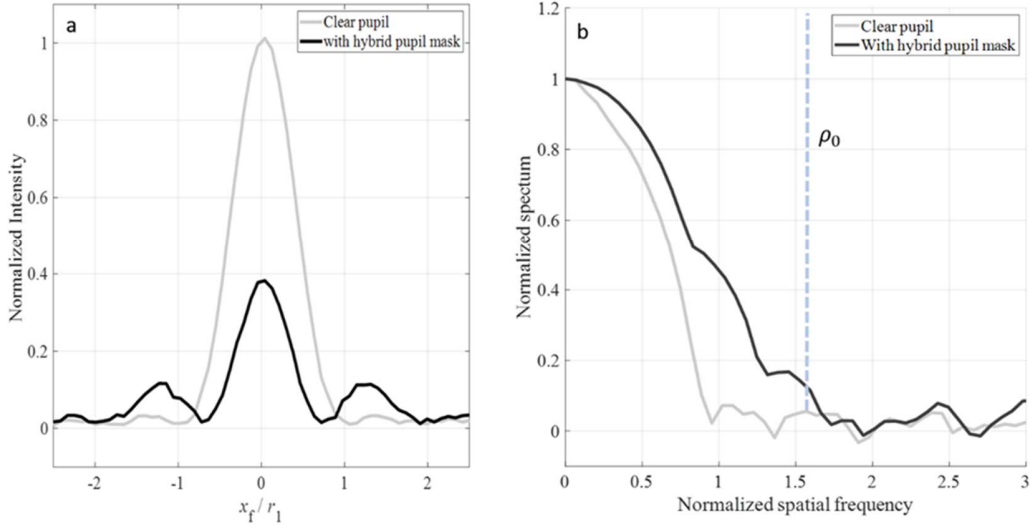 a
Clear pupil
with hybrid pupil mask
Normalized Intensity
1
0.8
0.6
0.4
0.2
0
-2
-1
0
1
2
x_f / r_1
b
Clear pupil
With hybrid pupil mask
ρ_0
Normalized spectum
1.2
1
0.8
0.6
0.4
0.2
0
0
0.5
1
1.5
2
2.5
3
Normalized spatial frequency